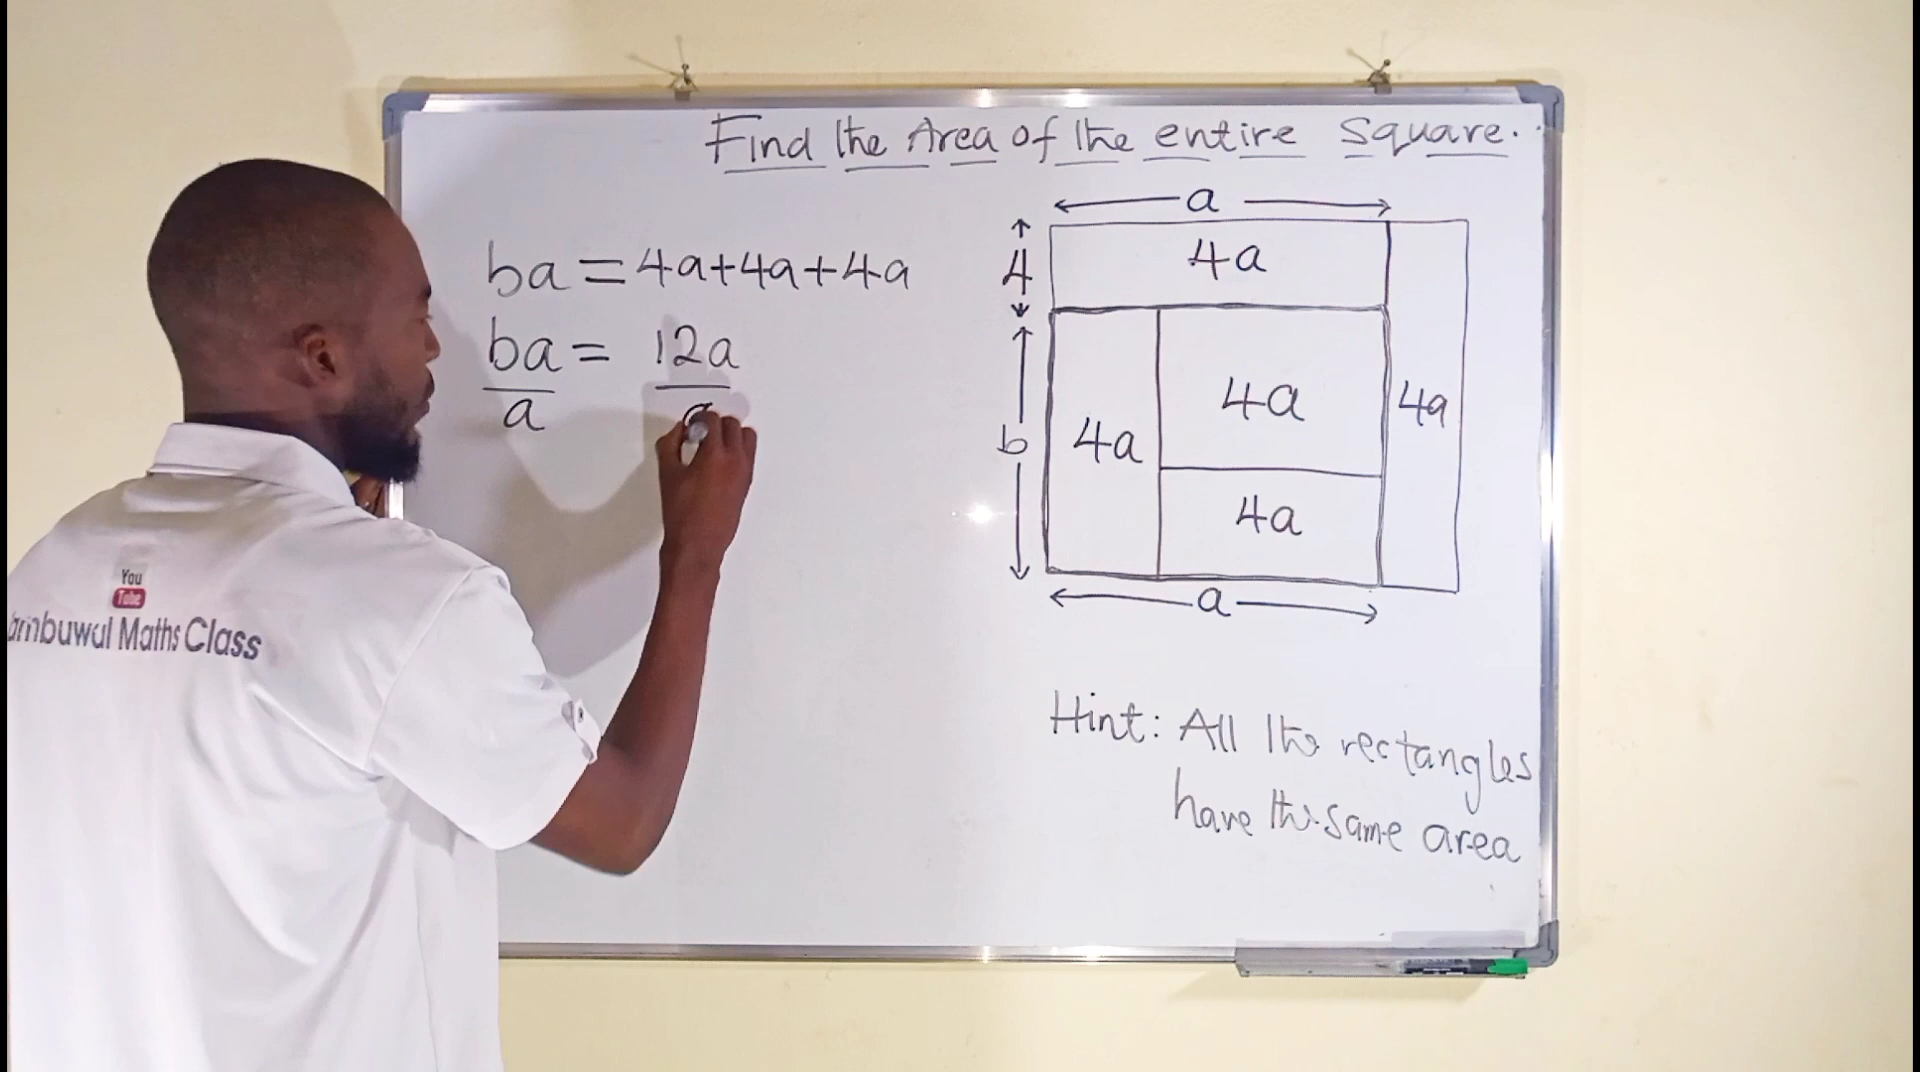 Find the Area of the entire square.
ba = 4a+4a+4a
ba = 12a
a
a
4
4a
4a
4a
4a
b
4a
a
Hint: All the rectangles
have the same area
You
Tube
ambuwal Maths Class